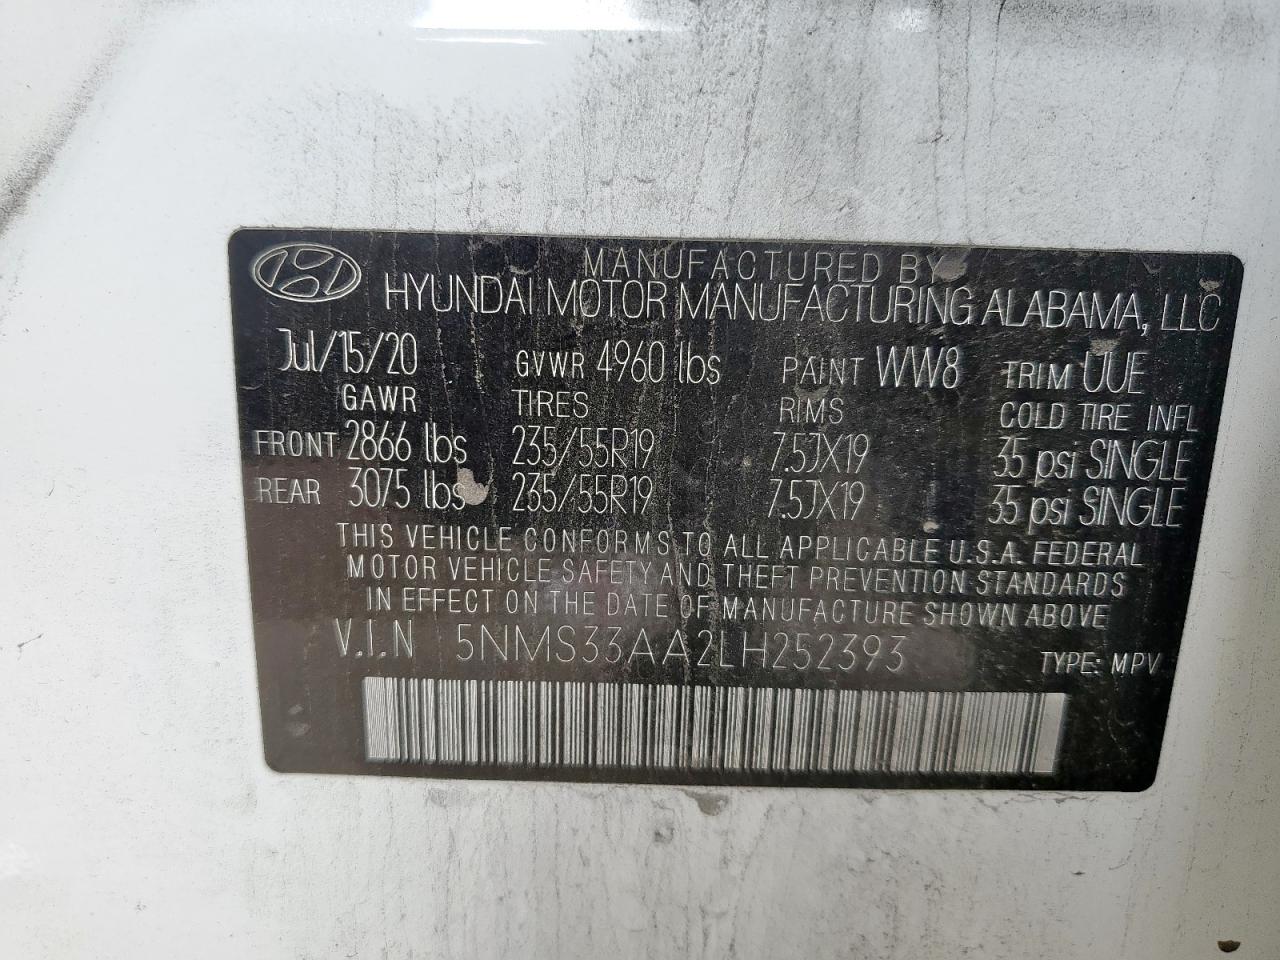 MANUFACTURED BY
HYUNDAI MOTOR MANUFACTURING ALABAMA, LLC
Jul/15/20 GVWR 4960 lbs PAINT WW8 TRIM UUE
GAWR TIRES RIMS COLD TIRE INFL
FRONT 2866 lbs 235/55R19 7.5JX19 35 psi SINGLE
REAR 3075 lbs 235/55R19 7.5JX19 35 psi SINGLE
THIS VEHICLE CONFORMS TO ALL APPLICABLE U.S.A. FEDERAL
MOTOR VEHICLE SAFETY AND THEFT PREVENTION STANDARDS
IN EFFECT ON THE DATE OF MANUFACTURE SHOWN ABOVE
V.I.N 5NMS33AA2LH252393 TYPE: MPV